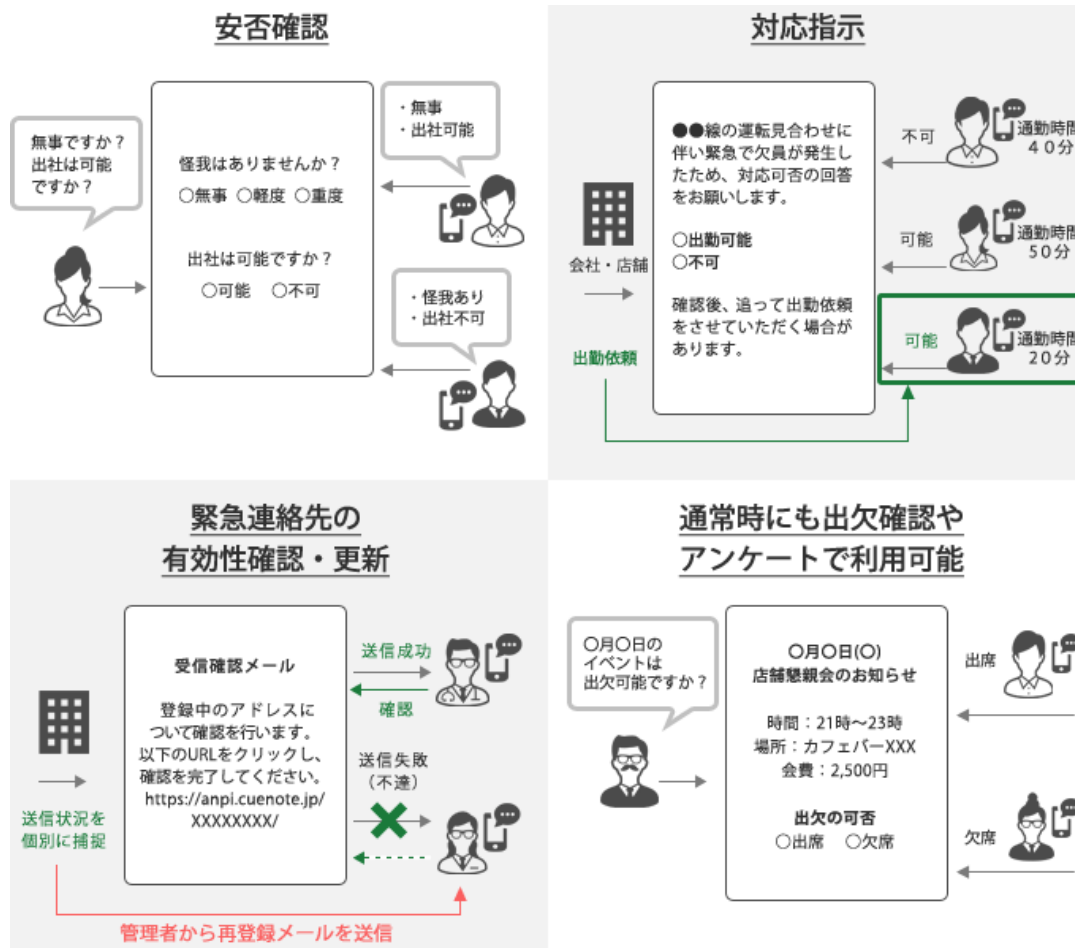 安否確認
無事ですか？
出社は可能
ですか？
怪我はありませんか？
○無事 ○軽度 ○重度
出社は可能ですか？
○可能 ○不可
・無事
・出社可能
・怪我あり
・出社不可
対応指示
会社・店舗
出勤依頼
●●線の運転見合わせに
伴い緊急で欠員が発生し
たため、対応可否の回答
をお願いします。
○出勤可能
○不可
確認後、追って出勤依頼
をさせていただく場合が
あります。
不可
通勤時間
４０分
可能
通勤時間
50分
可能
通勤時間
２０分
緊急連絡先の
有効性確認・更新
送信状況を
個別に捕捉
受信確認メール
登録中のアドレスに
ついて確認を行います。
以下のURLをクリックし、
確認を完了してください。
https://anpi.cuenote.jp/
XXXXXXXX/
送信成功
確認
送信失敗
（不達）
管理者から再登録メールを送信
通常時にも出欠確認や
アンケートで利用可能
○月○日の
イベントは
出欠可能ですか？
○月○日(○)
店舗懇親会のお知らせ
時間：21時～23時
場所：カフェバーXXX
会費：2,500円
出欠の可否
○出席 ○欠席
出席
欠席